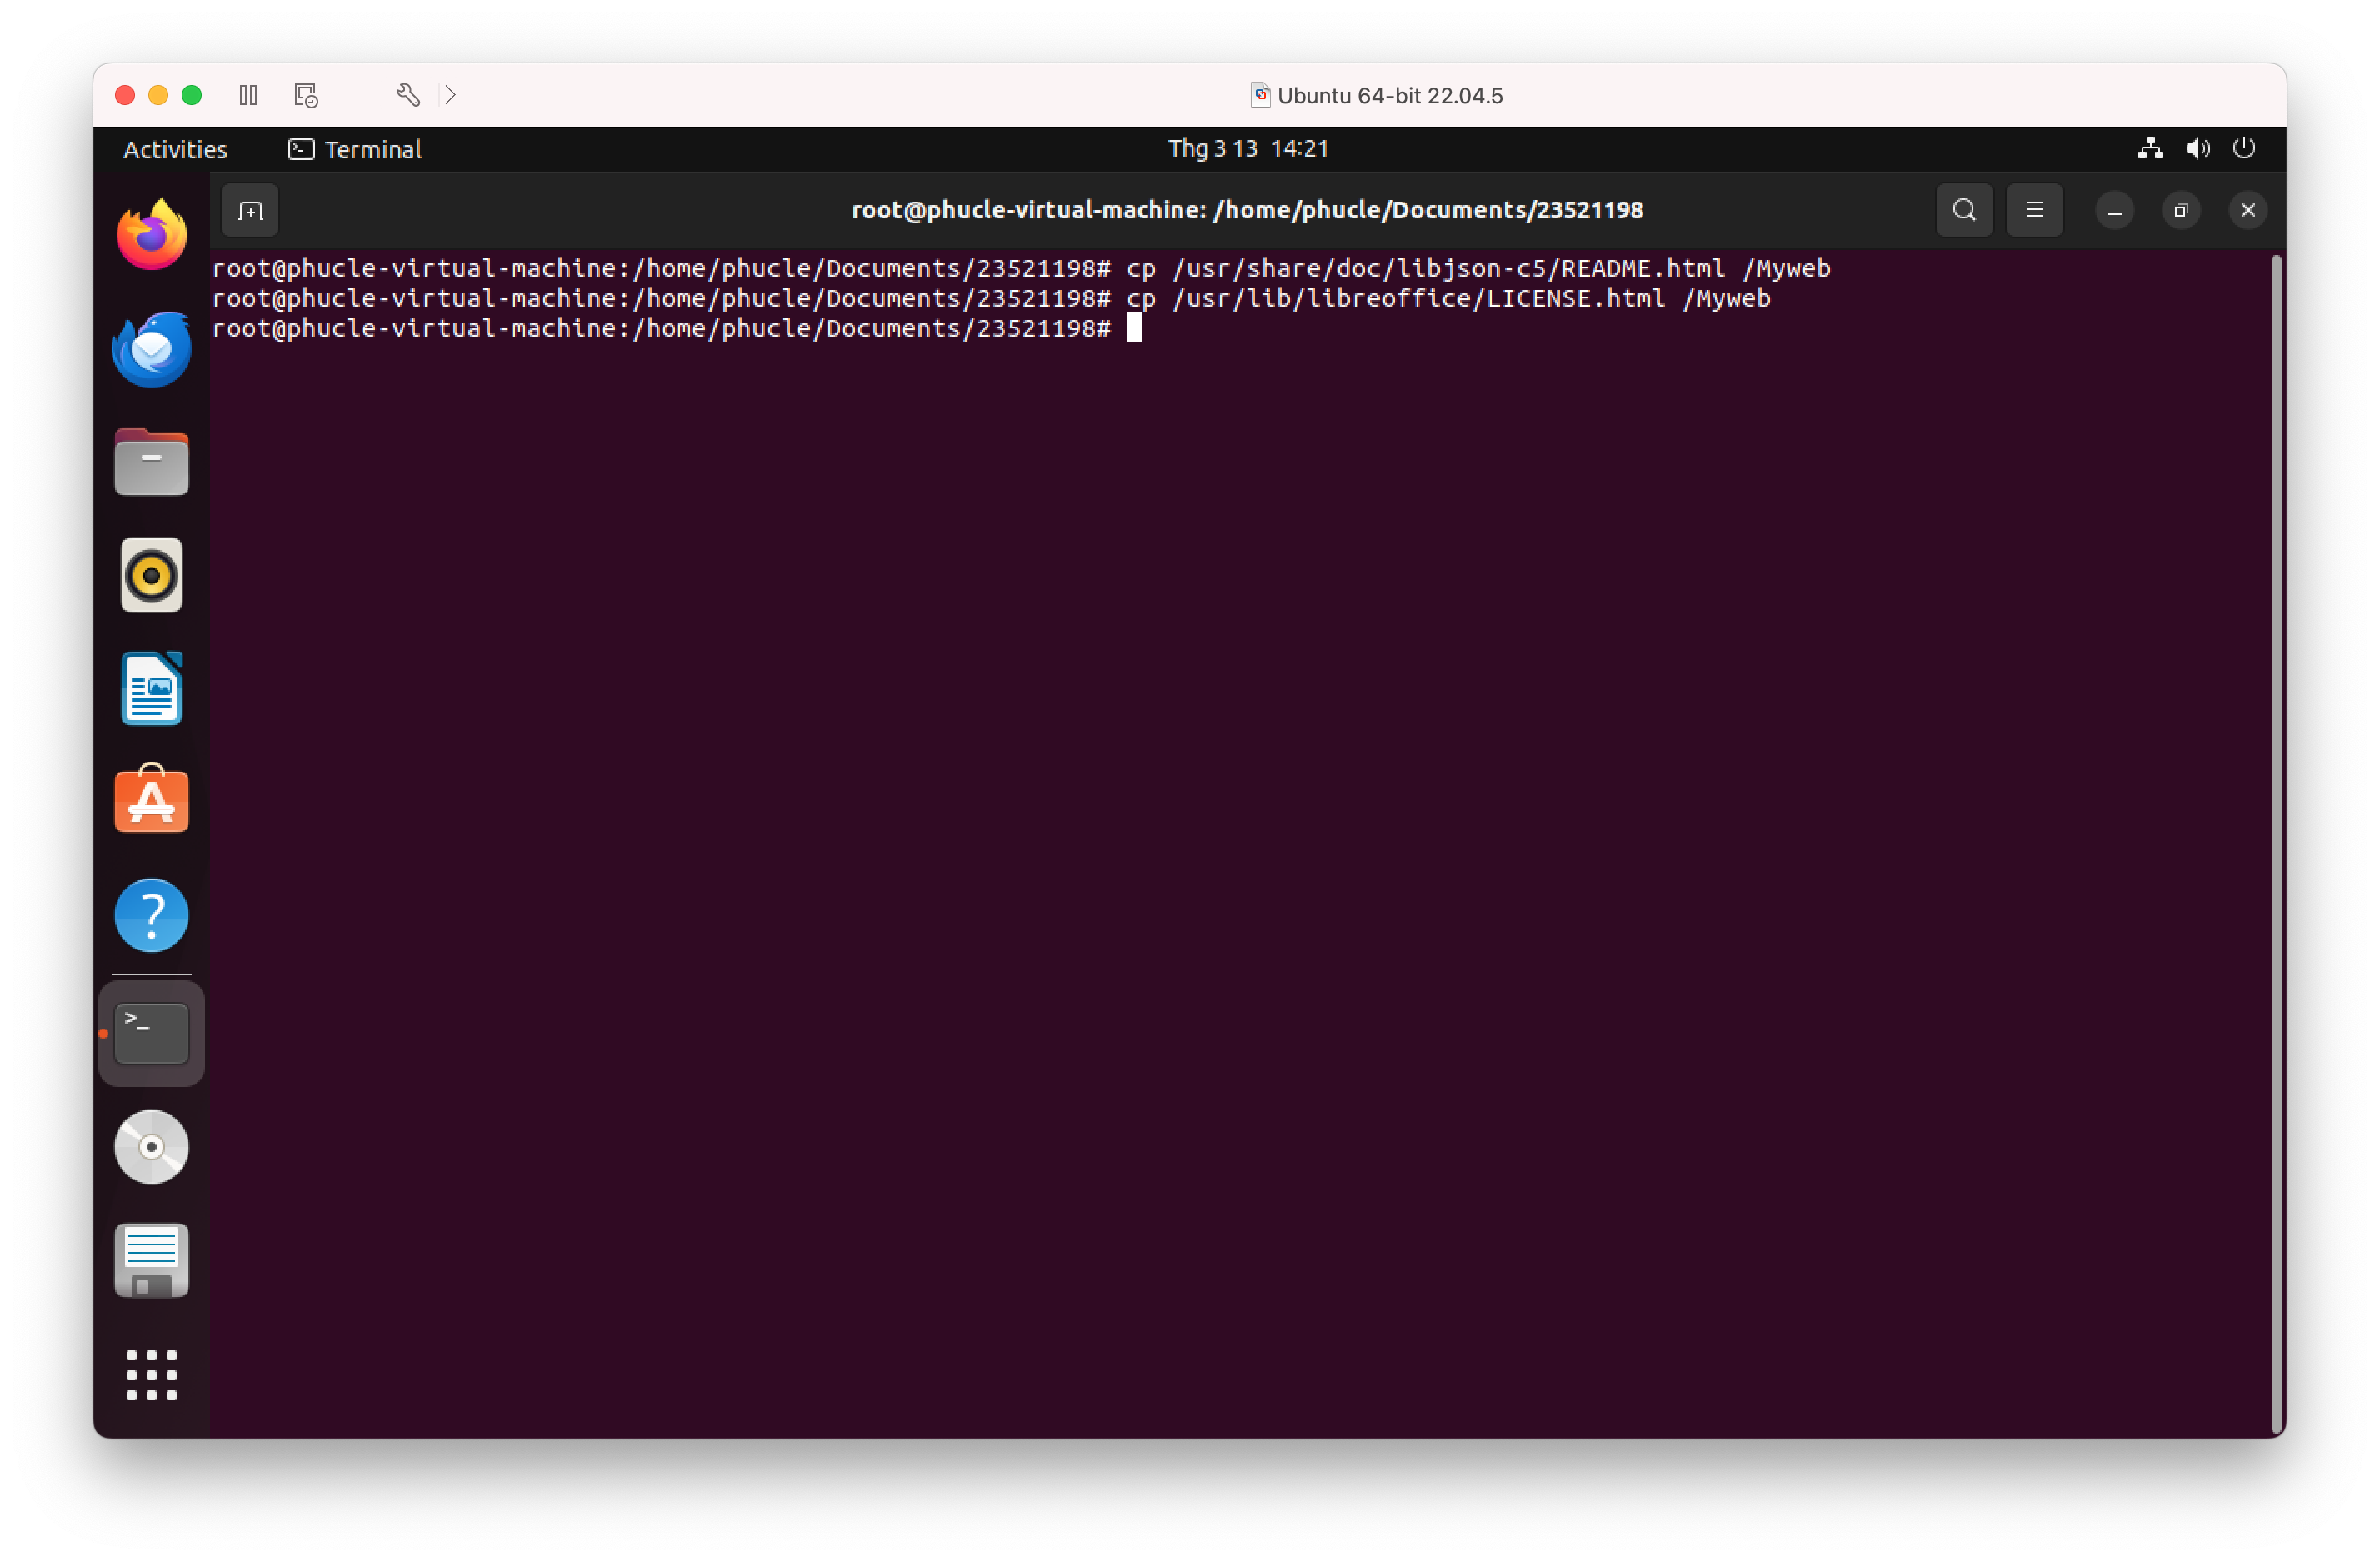 Ubuntu 64-bit 22.04.5
Activities
Terminal
Thg 3 13 14:21
root@phucle-virtual-machine: /home/phucle/Documents/23521198
root@phucle-virtual-machine:/home/phucle/Documents/23521198# cp /usr/share/doc/libjson-c5/README.html /Myweb
root@phucle-virtual-machine:/home/phucle/Documents/23521198# cp /usr/lib/libreoffice/LICENSE.html /Myweb
root@phucle-virtual-machine:/home/phucle/Documents/23521198#